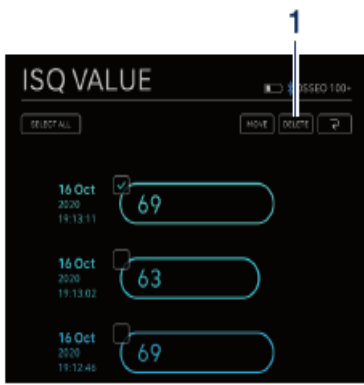 1
ISQ VALUE
OSSEO 100+
SELECT ALL MOVE DELETE
16 Oct
2020
19:13:11
69
16 Oct
2020
19:13:02
63
16 Oct
2020
19:12:46
69